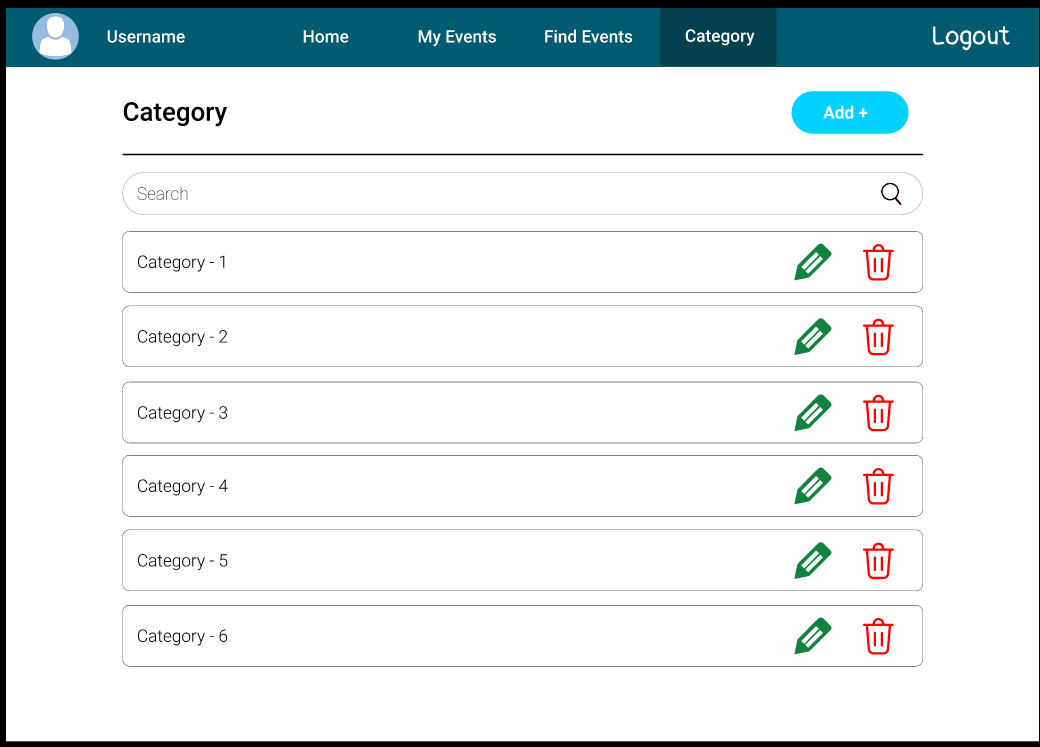 Username Home My Events Find Events Category Logout
Category Add +
Search
Category - 1
Category - 2
Category - 3
Category - 4
Category - 5
Category - 6